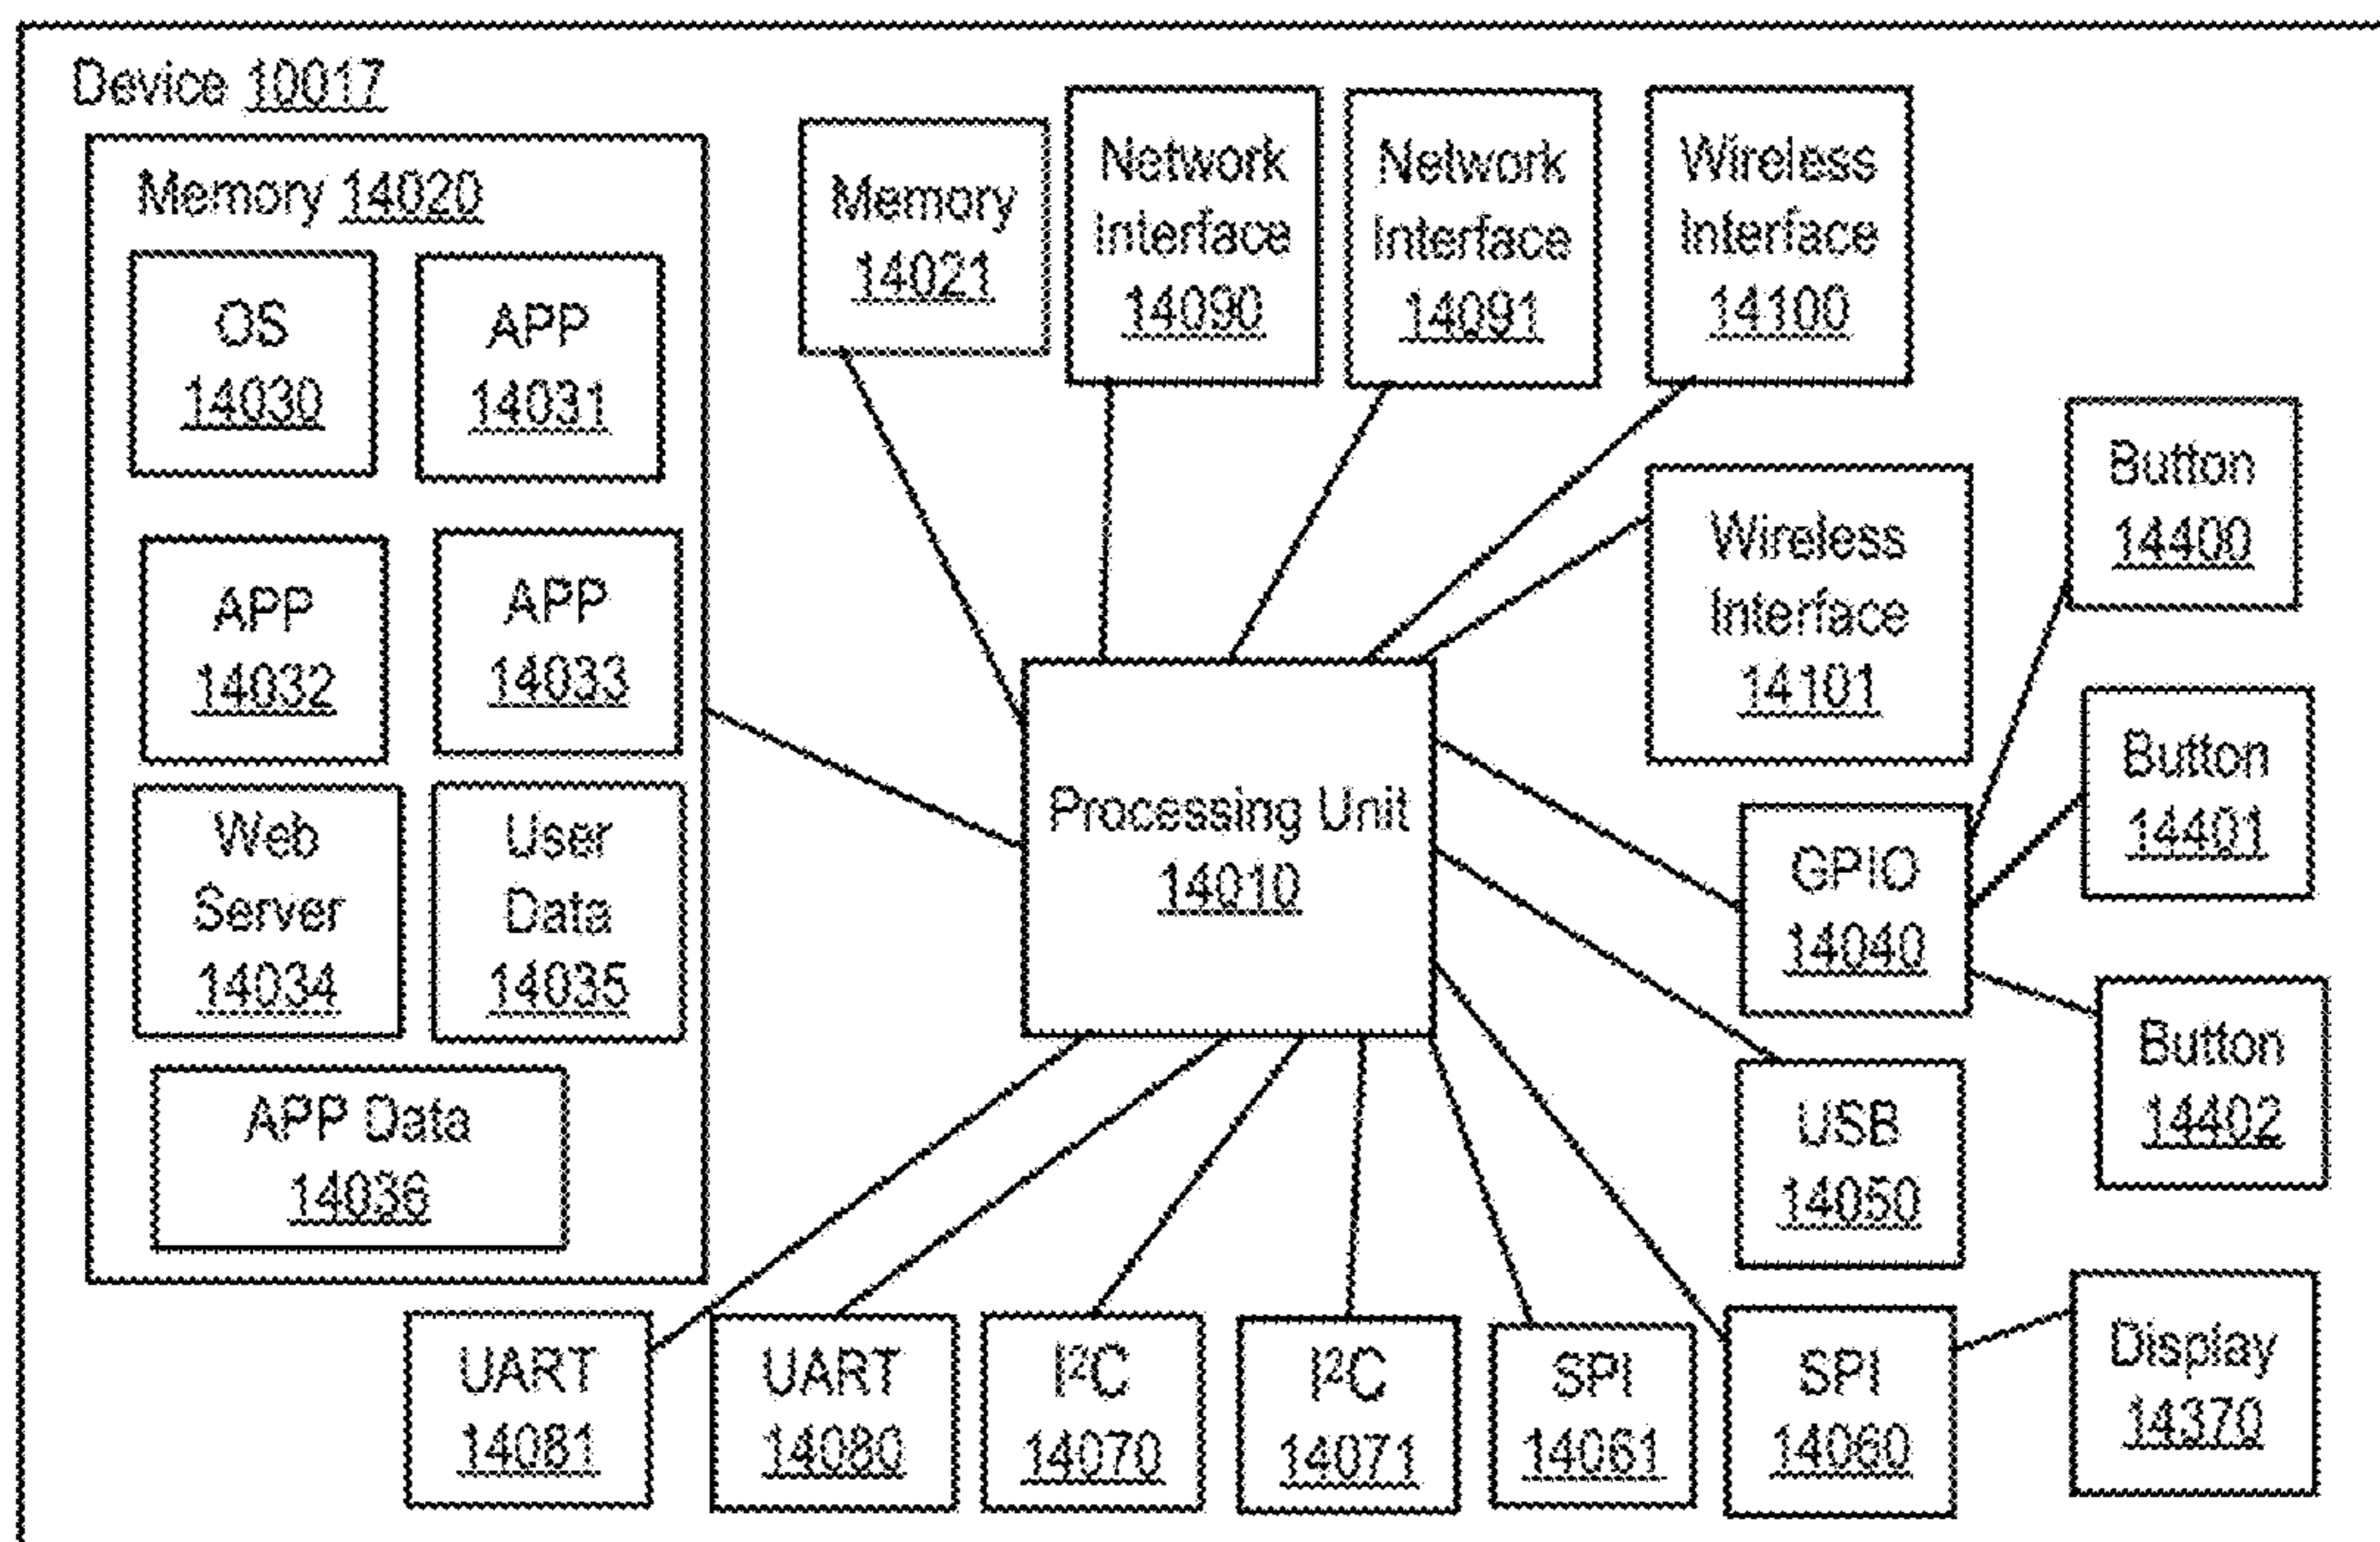 Device 10017
Memory 14020
OS
14030
APP
14031
APP
14032
APP
14033
Web
Server
14034
User
Data
14035
APP Data
14036
Memory
14021
Network
Interface
14090
Network
Interface
14091
Wireless
Interface
14100
Wireless
Interface
14101
Processing Unit
14010
GPIO
14040
Button
14400
Button
14401
Button
14402
USB
14050
UART
14081
UART
14080
I²C
14070
I²C
14071
SPI
14061
SPI
14060
Display
14370